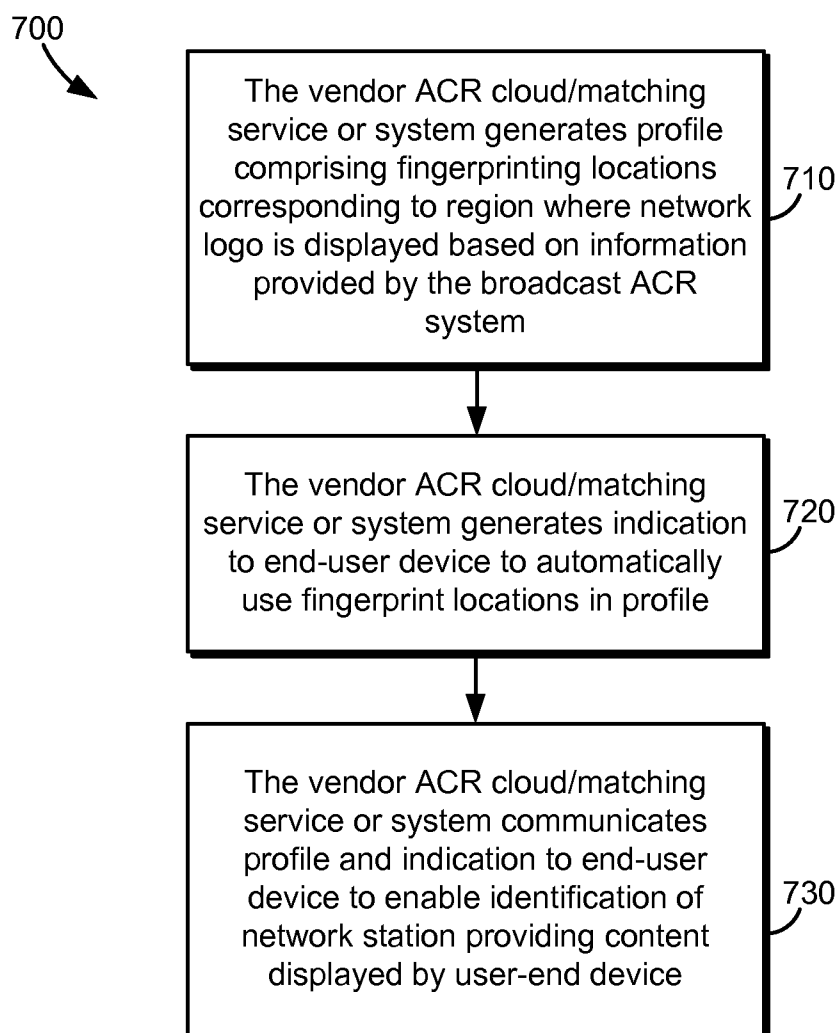 700
The vendor ACR cloud/matching
service or system generates profile
comprising fingerprinting locations
corresponding to region where network
logo is displayed based on information
provided by the broadcast ACR
system
710
The vendor ACR cloud/matching
service or system generates indication
to end-user device to automatically
use fingerprint locations in profile
720
The vendor ACR cloud/matching
service or system communicates
profile and indication to end-user
device to enable identification of
network station providing content
displayed by user-end device
730